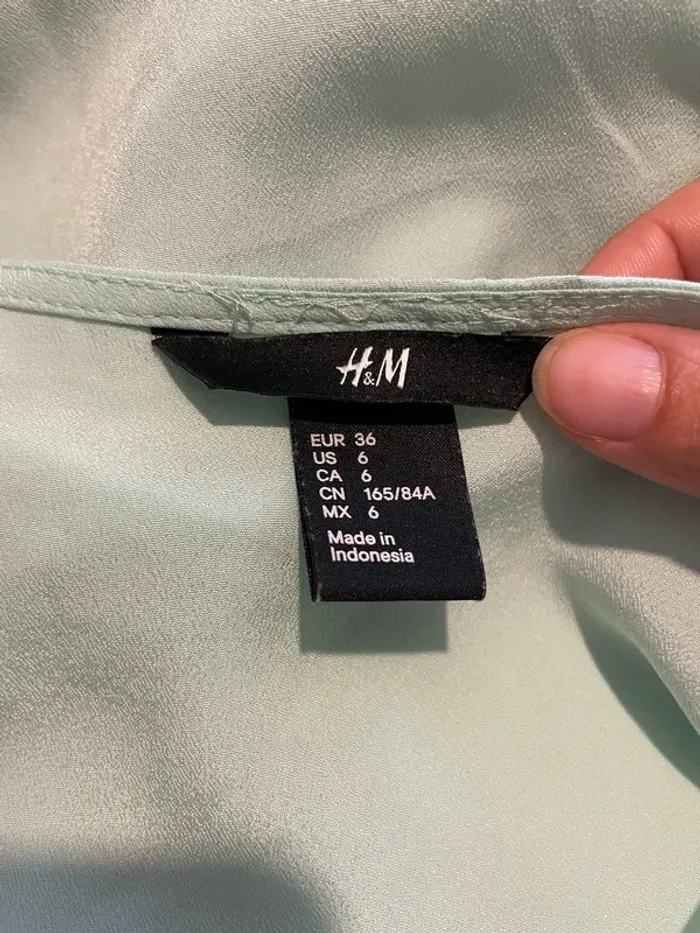 H&M
EUR 36
US 6
CA 6
CN 165/84A
MX 6
Made in
Indonesia